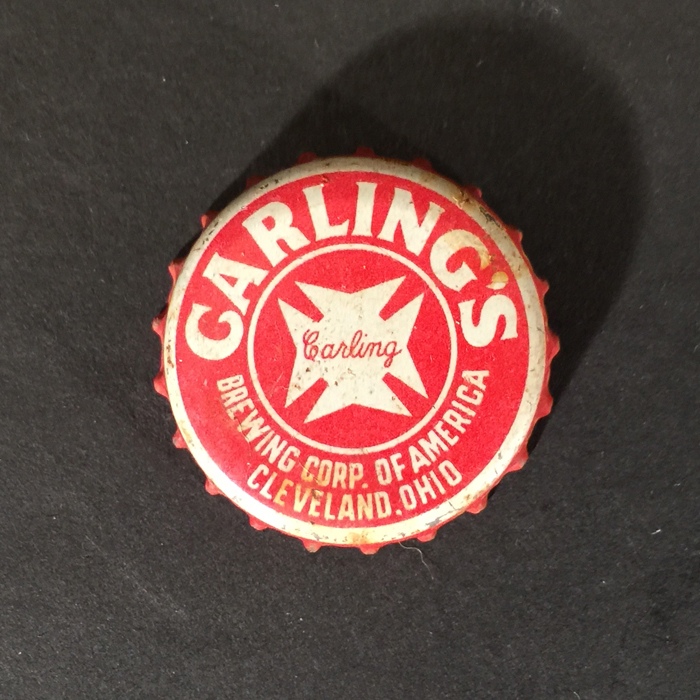 CARLING'S
Carling
BREWING CORP. OF AMERICA
CLEVELAND, OHIO